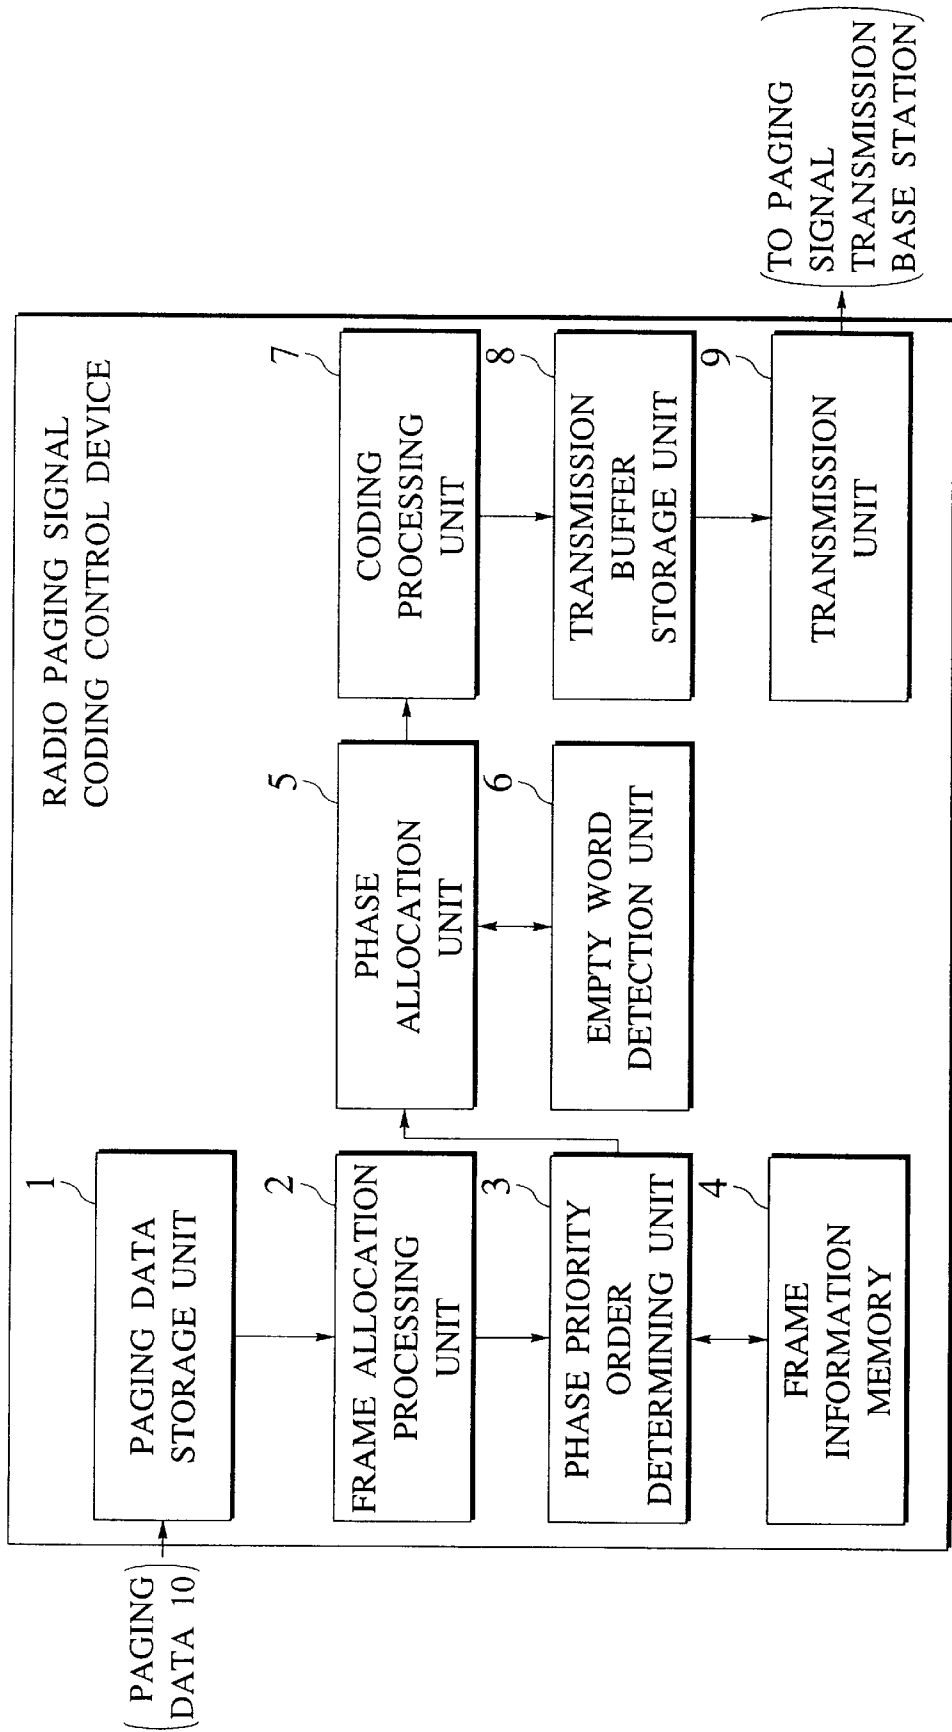 RADIO PAGING SIGNAL
CODING CONTROL DEVICE
PAGING
DATA 10
1
PAGING DATA
STORAGE UNIT
2
FRAME ALLOCATION
PROCESSING
UNIT
3
PHASE PRIORITY
ORDER
DETERMINING UNIT
4
FRAME
INFORMATION
MEMORY
5
PHASE
ALLOCATION
UNIT
6
EMPTY WORD
DETECTION UNIT
7
CODING
PROCESSING
UNIT
8
TRANSMISSION
BUFFER
STORAGE UNIT
9
TRANSMISSION
UNIT
TO PAGING
SIGNAL
TRANSMISSION
BASE STATION